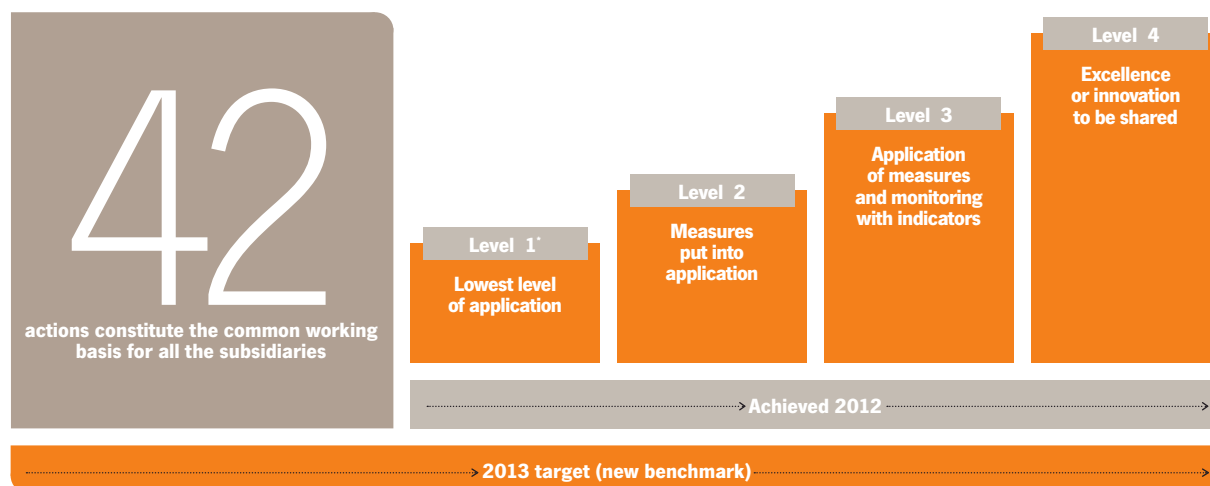 42
actions constitute the common working
basis for all the subsidiaries
Level 1*
Lowest level
of application
Level 2
Measures
put into
application
Level 3
Application
of measures
and monitoring
with indicators
Level 4
Excellence
or innovation
to be shared
Achieved 2012
2013 target (new benchmark)